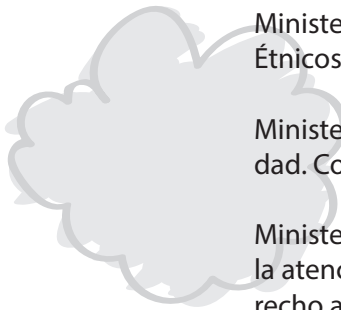 Ministe
Étnicos
Ministe
dad. Co
Ministe
la atenc
recho a